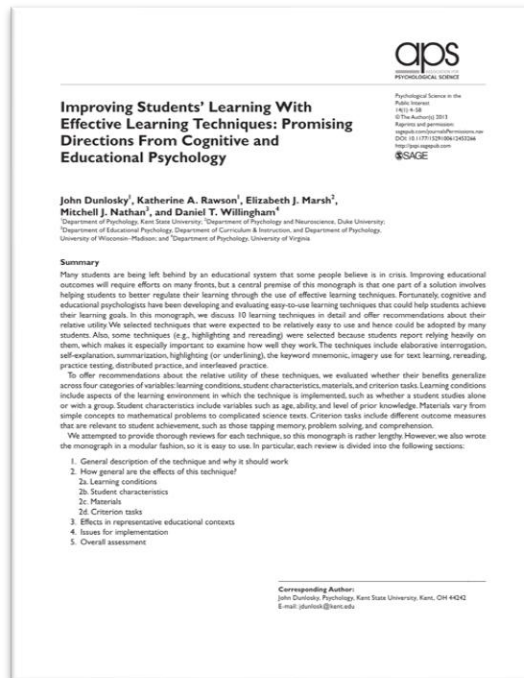 aps
ASSOCIATION FOR
PSYCHOLOGICAL SCIENCE
Improving Students' Learning With
Effective Learning Techniques: Promising
Directions From Cognitive and
Educational Psychology
Psychological Science in the
Public Interest
14(1) 4–58
© The Author(s) 2013
Reprints and permission:
sagepub.com/journalsPermissions.nav
DOI: 10.1177/1529100612453266
http://pspi.sagepub.com
SAGE
John Dunlosky1, Katherine A. Rawson1, Elizabeth J. Marsh2,
Mitchell J. Nathan3, and Daniel T. Willingham4
1Department of Psychology, Kent State University; 2Department of Psychology and Neuroscience, Duke University;
3Department of Educational Psychology, Department of Curriculum & Instruction, and Department of Psychology,
University of Wisconsin–Madison; and 4Department of Psychology, University of Virginia
Summary
Many students are being left behind by an educational system that some people believe is in crisis. Improving educational
outcomes will require efforts on many fronts, but a central premise of this monograph is that one part of a solution involves
helping students to better regulate their learning through the use of effective learning techniques. Fortunately, cognitive and
educational psychologists have been developing and evaluating easy-to-use learning techniques that could help students achieve
their learning goals. In this monograph, we discuss 10 learning techniques in detail and offer recommendations about their
relative utility. We selected techniques that were expected to be relatively easy to use and hence could be adopted by many
students. Also, some techniques (e.g., highlighting and rereading) were selected because students report relying heavily on
them, which makes it especially important to examine how well they work. The techniques include elaborative interrogation,
self-explanation, summarization, highlighting (or underlining), the keyword mnemonic, imagery use for text learning, rereading,
practice testing, distributed practice, and interleaved practice.
To offer recommendations about the relative utility of these techniques, we evaluated whether their benefits generalize
across four categories of variables: learning conditions, student characteristics, materials, and criterion tasks. Learning conditions
include aspects of the learning environment in which the technique is implemented, such as whether a student studies alone
or with a group. Student characteristics include variables such as age, ability, and level of prior knowledge. Materials vary from
simple concepts to mathematical problems to complicated science texts. Criterion tasks include different outcome measures
that are relevant to student achievement, such as those tapping memory, problem solving, and comprehension.
We attempted to provide thorough reviews for each technique, so this monograph is rather lengthy. However, we also wrote
the monograph in a modular fashion, so it is easy to use. In particular, each review is divided into the following sections:
1. General description of the technique and why it should work
2. How general are the effects of this technique?
2a. Learning conditions
2b. Student characteristics
2c. Materials
2d. Criterion tasks
3. Effects in representative educational contexts
4. Issues for implementation
5. Overall assessment
Corresponding Author:
John Dunlosky, Psychology, Kent State University, Kent, OH 44242
E-mail: jdunlosk@kent.edu